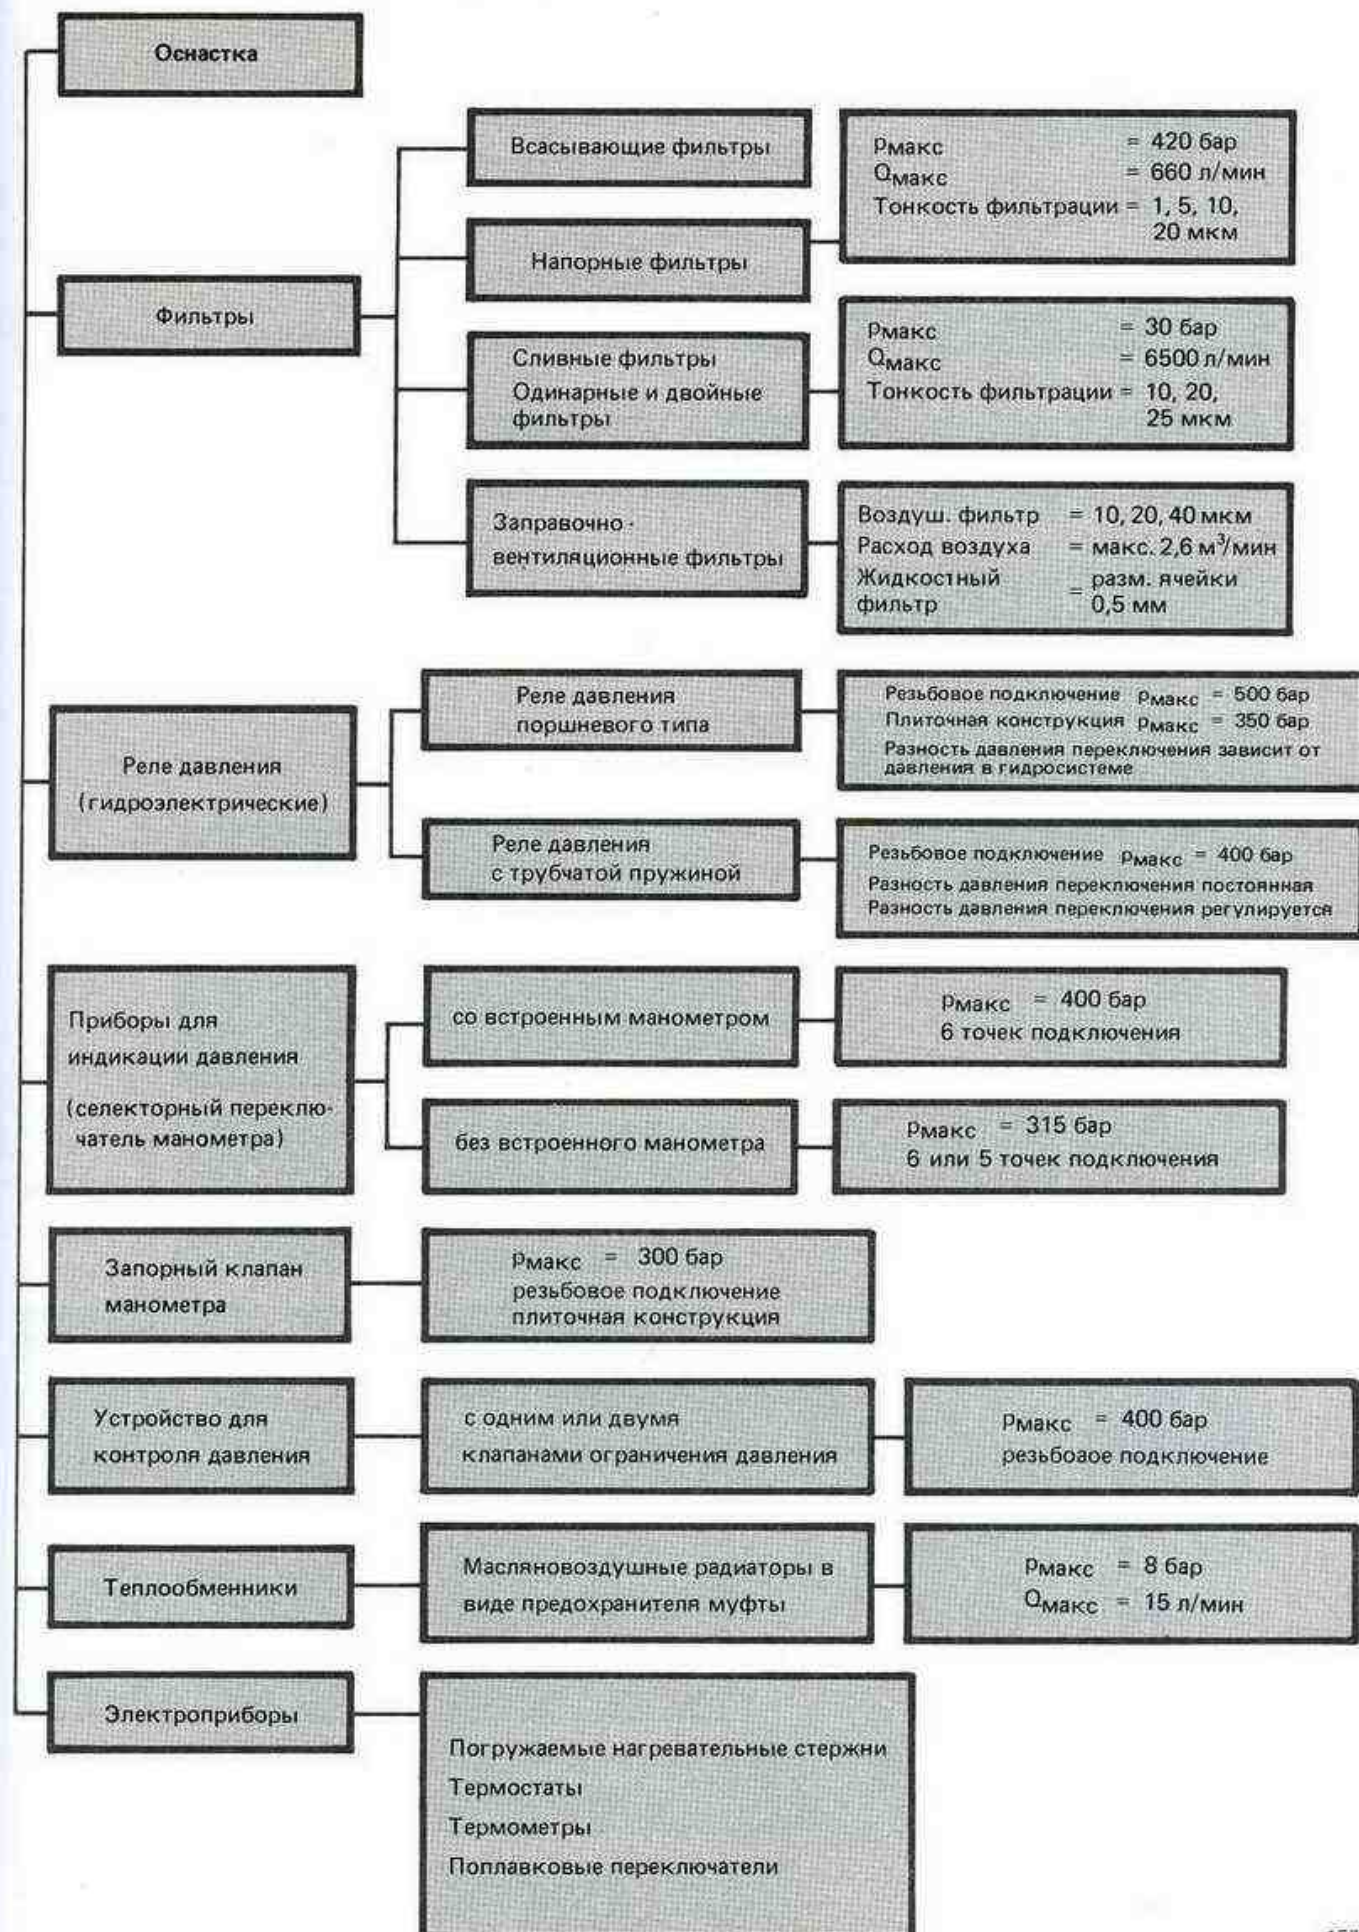 Оснастка
Всасывающие фильтры
Pмакс = 420 бар
Qмакс = 660 л/мин
Тонкость фильтрации = 1, 5, 10,
20 мкм
Напорные фильтры
Фильтры
Сливные фильтры
Одинарные и двойные
фильтры
Pмакс = 30 бар
Qмакс = 6500 л/мин
Тонкость фильтрации = 10, 20,
25 мкм
Заправочно-
вентиляционные фильтры
Воздуш. фильтр = 10, 20, 40 мкм
Расход воздуха = макс. 2,6 м³/мин
Жидкостный
фильтр = разм. ячейки
0,5 мм
Реле давления
(гидроэлектрические)
Реле давления
поршневого типа
Резьбовое подключение Pмакс = 500 бар
Плиточная конструкция Pмакс = 350 бар
Разность давления переключения зависит от
давления в гидросистеме
Реле давления
с трубчатой пружиной
Резьбовое подключение Pмакс = 400 бар
Разность давления переключения постоянная
Разность давления переключения регулируется
Приборы для
индикации давления
(селекторный переклю-
чатель манометра)
со встроенным манометром
Pмакс = 400 бар
6 точек подключения
без встроенного манометра
Pмакс = 315 бар
6 или 5 точек подключения
Запорный клапан
манометра
Pмакс = 300 бар
резьбовое подключение
плиточная конструкция
Устройство для
контроля давления
с одним или двумя
клапанами ограничения давления
Pмакс = 400 бар
резьбозое подключение
Теплообменники
Масляновоздушные радиаторы в
виде предохранителя муфты
Pмакс = 8 бар
Qмакс = 15 л/мин
Электроприборы
Погружаемые нагревательные стержни
Термостаты
Термометры
Поплавковые переключатели